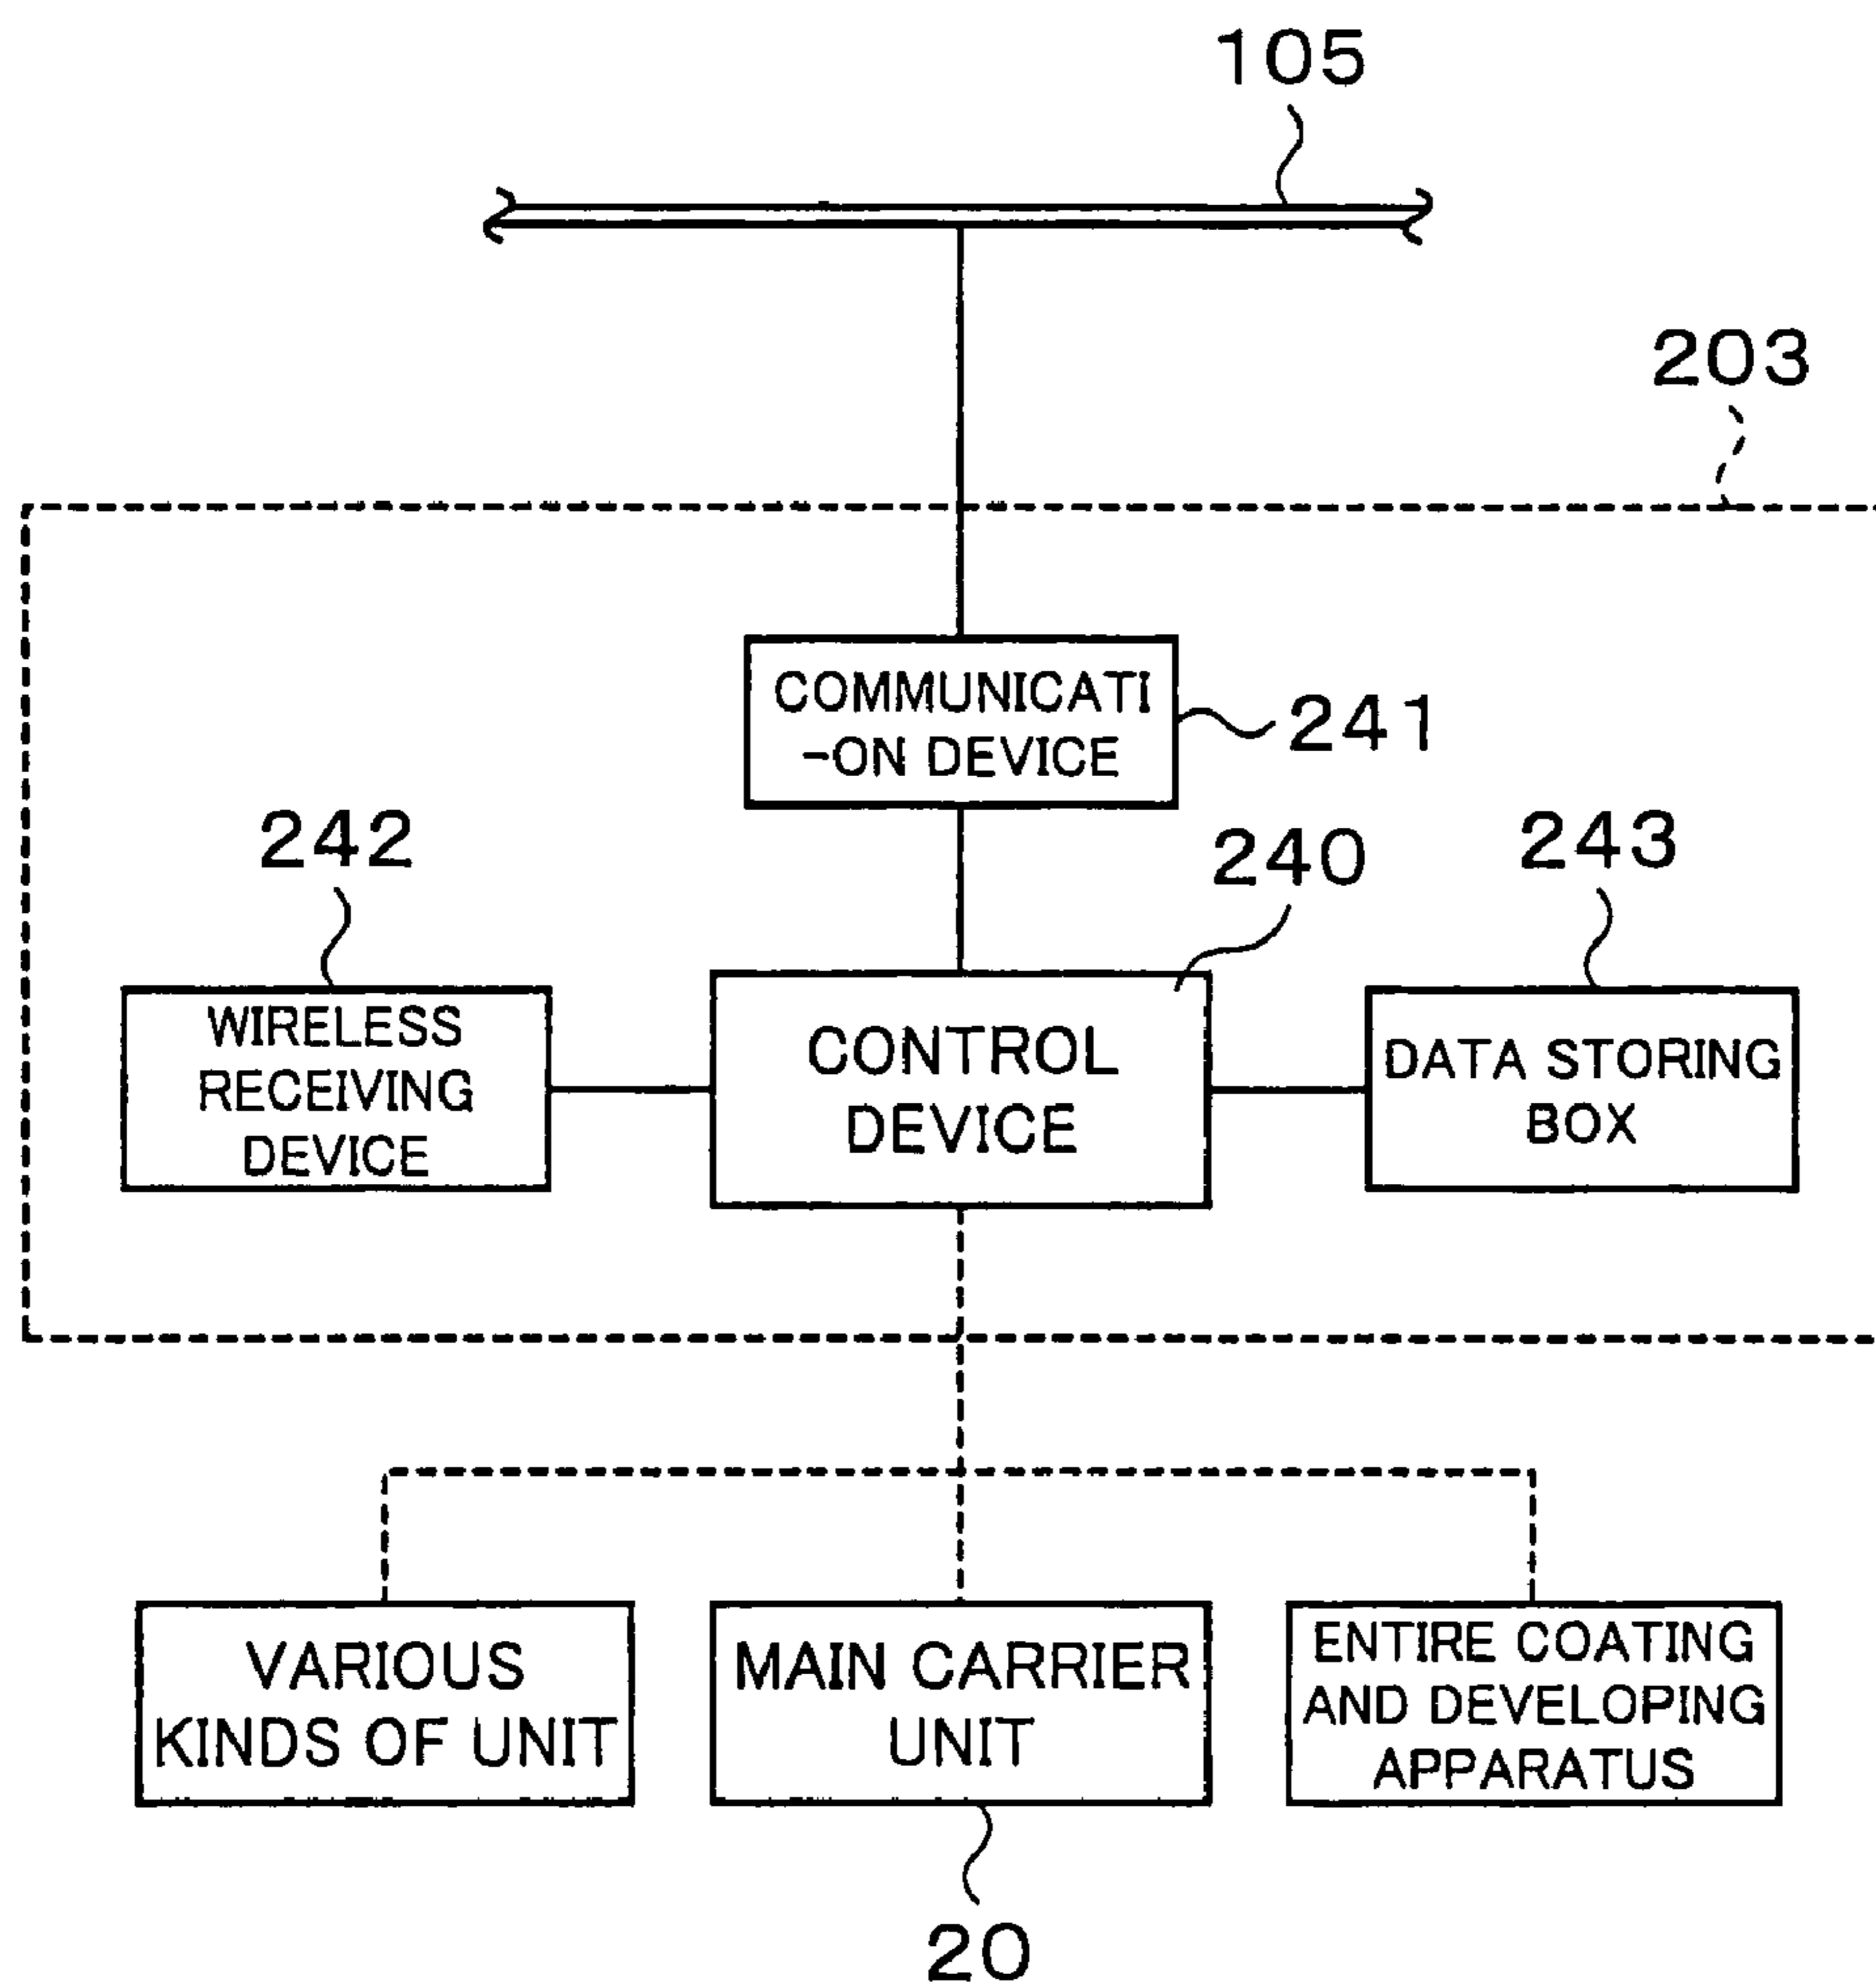 105
203
COMMUNICATI
-ON DEVICE
241
242
240
243
WIRELESS
RECEIVING
DEVICE
CONTROL
DEVICE
DATA STORING
BOX
VARIOUS
KINDS OF UNIT
MAIN CARRIER
UNIT
ENTIRE COATING
AND DEVELOPING
APPARATUS
20